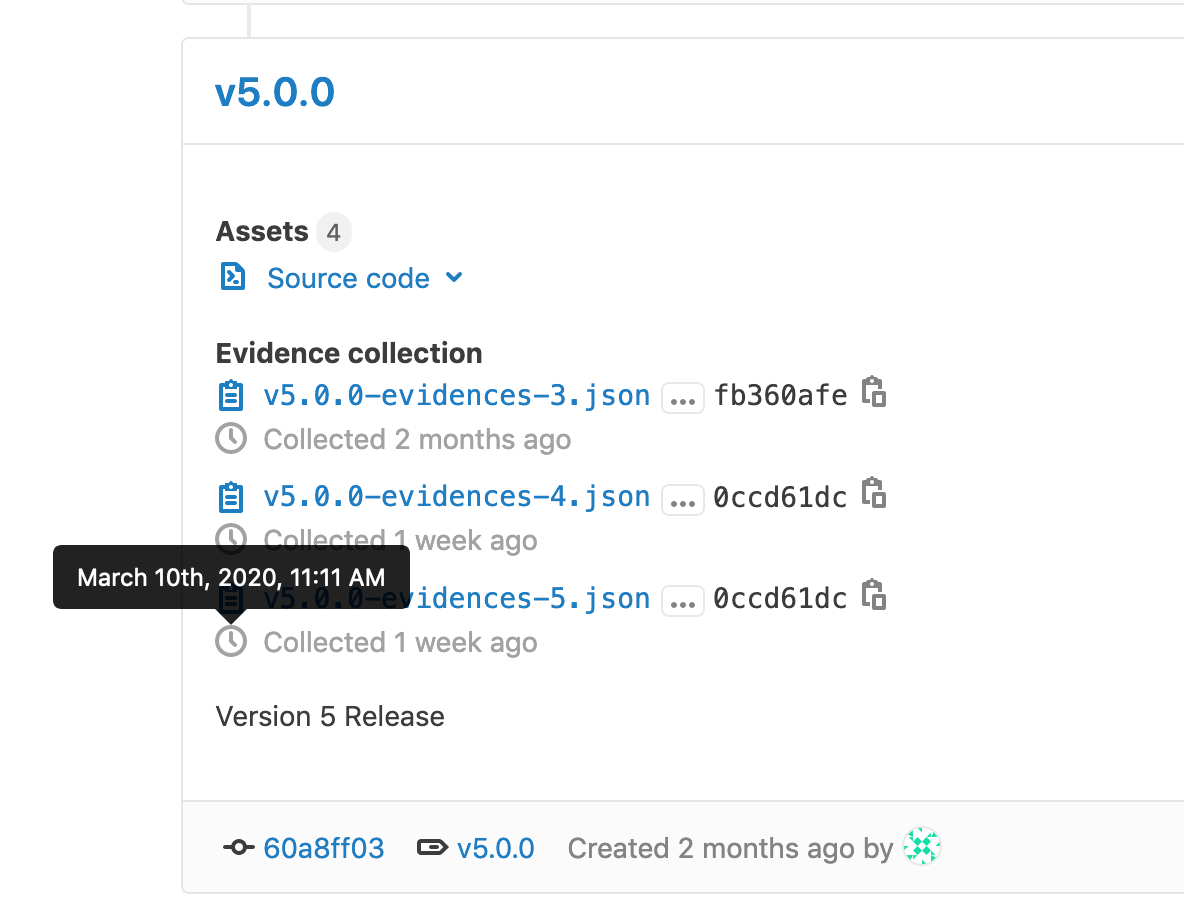 v5.0.0
Assets 4
Source code
Evidence collection
v5.0.0-evidences-3.json ... fb360afe
Collected 2 months ago
v5.0.0-evidences-4.json ... 0ccd61dc
Collected 1 week ago
March 10th, 2020, 11:11 AM
v5.0.0-evidences-5.json ... 0ccd61dc
Collected 1 week ago
Version 5 Release
60a8ff03 v5.0.0 Created 2 months ago by